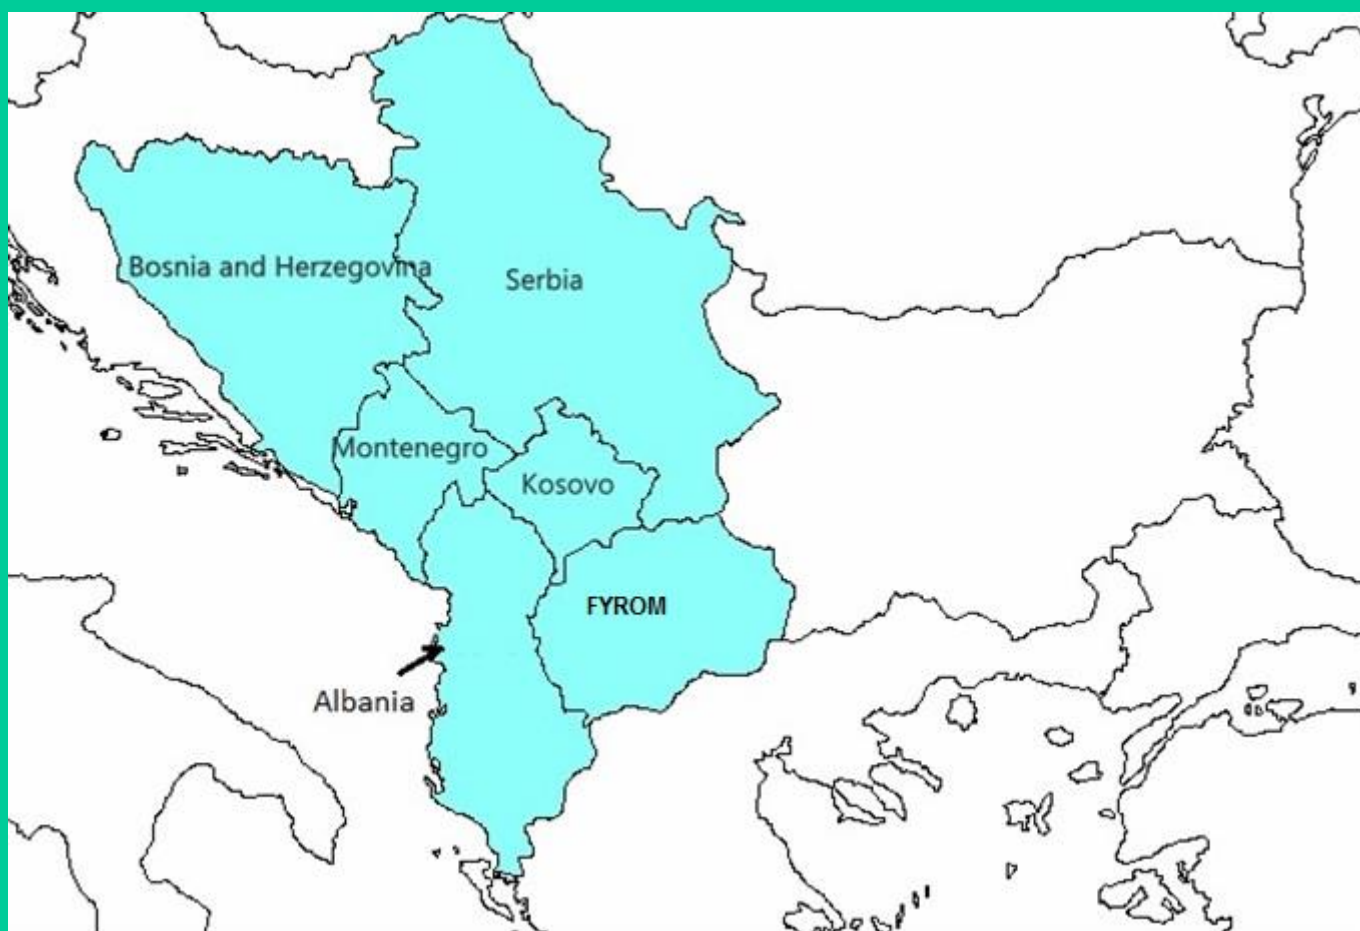 Bosnia and Herzegovina
Serbia
Montenegro
Kosovo
FYROM
Albania